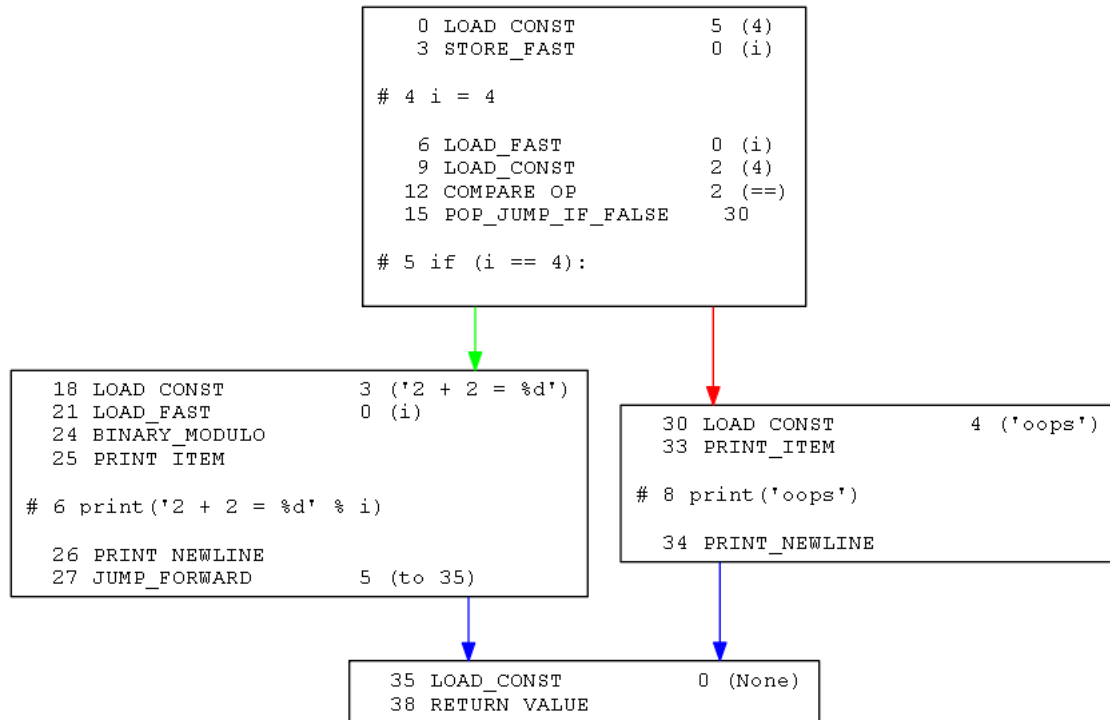 0 LOAD_CONST 5 (4)
3 STORE_FAST 0 (i)
# 4 i = 4
6 LOAD_FAST 0 (i)
9 LOAD_CONST 2 (4)
12 COMPARE_OP 2 (==)
15 POP_JUMP_IF_FALSE 30
# 5 if (i == 4):
18 LOAD_CONST 3 ('2 + 2 = %d')
21 LOAD_FAST 0 (i)
24 BINARY_MODULO
25 PRINT_ITEM
# 6 print('2 + 2 = %d' % i)
26 PRINT_NEWLINE
27 JUMP_FORWARD 5 (to 35)
30 LOAD_CONST 4 ('oops')
33 PRINT_ITEM
# 8 print('oops')
34 PRINT_NEWLINE
35 LOAD_CONST 0 (None)
38 RETURN_VALUE